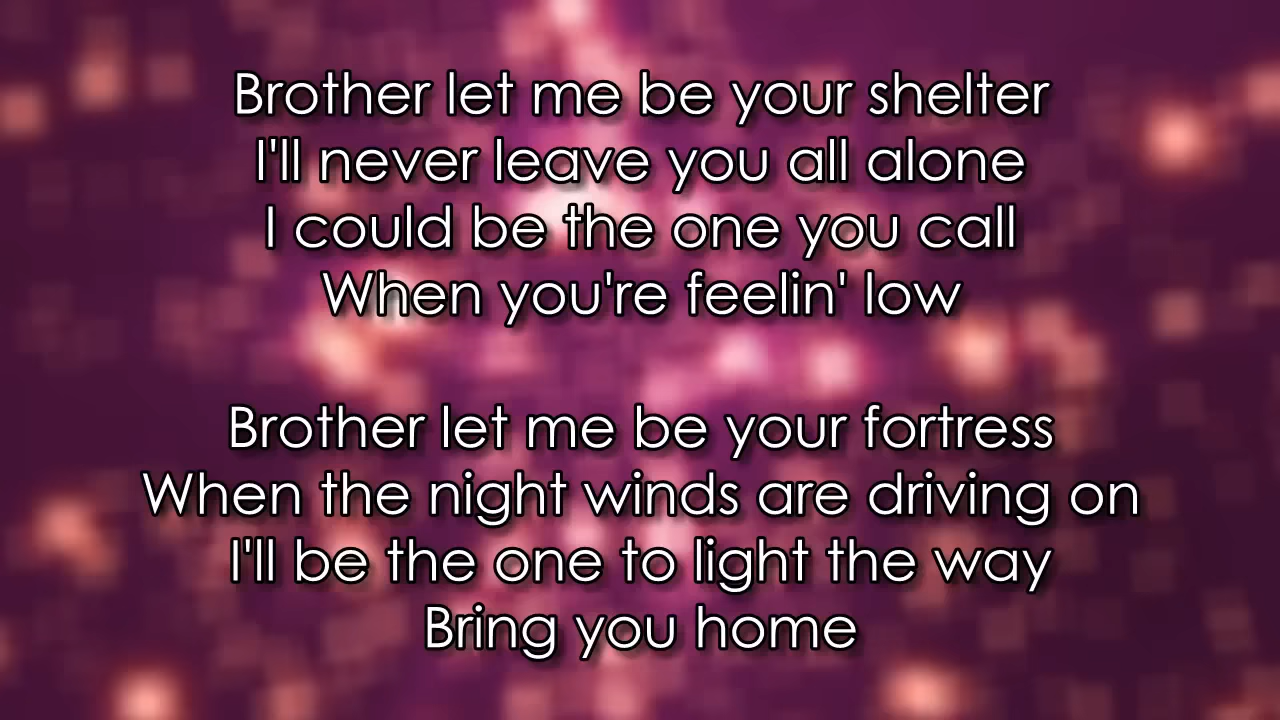 Brother let me be your shelter
I'll never leave you all alone
I could be the one you call
When you're feelin' low
Brother let me be your fortress
When the night winds are driving on
I'll be the one to light the way
Bring you home